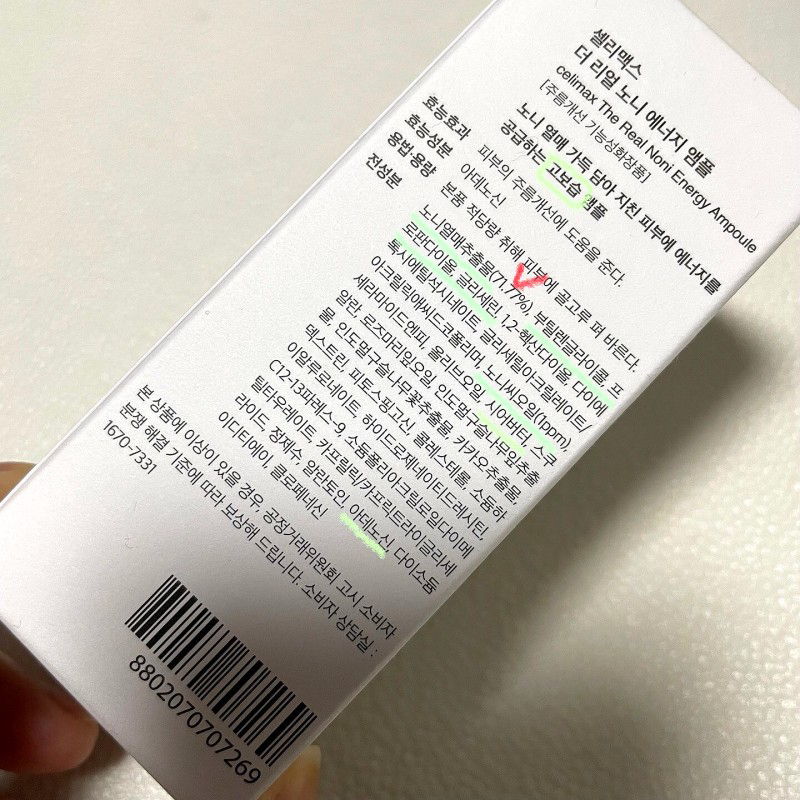 셀리맥스
더 리얼 노니 에너지 앰플
celimax The Real Noni Energy Ampoule
[주름개선 기능성화장품]
노니 열매 가득 담아 지친 피부에 에너지를
공급하는 고보습 앰플
효능효과 피부의 주름개선에 도움을 준다.
효능성분 아데노신
용법·용량 본품 적당량 취해 피부에 골고루 펴 바른다.
전성분 노니열매추출물(71.77%), 부틸렌글라이콜, 프
로판다이올, 글리세린, 1,2-헥산다이올, 다이에
톡시에틸석시네이트, 글리세릴아크릴레이트/
아크릴릭애씨드코폴리머, 노니씨오일(1ppm),
세라마이드엔피, 올리브오일, 시어버터, 스쿠
알란, 로즈마리잎오일, 인도멀구슬나무잎추출
물, 인도멀구슬나무꽃추출물, 카카오추출물,
덱스트린, 피토스핑고신, 콜레스테롤, 소듐하
이알루로네이트, 하이드로제네이티드레시틴,
C12-13파레스-9, 소듐폴리아크릴로일다이메
틸타우레이트, 카프릴릭/카프릭트라이글리세
라이드, 정제수, 알란토인, 아데노신, 다이소듐
이디티에이, 클로페네신
본 상품에 이상이 있을 경우, 공정거래위원회 고시 소비자
분쟁 해결 기준에 따라 보상해 드립니다. 소비자 상담실 :
1670-7331
8802070707269